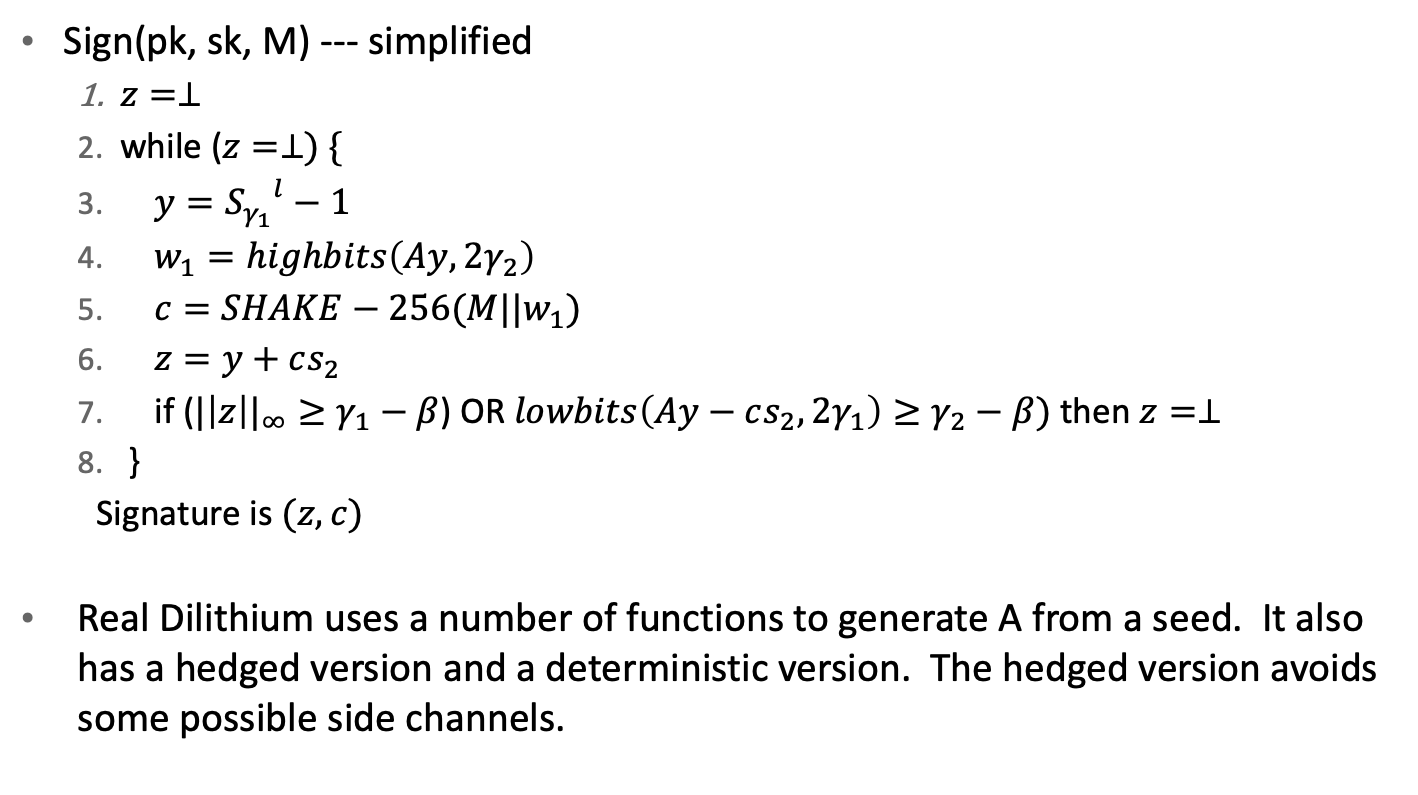 • Sign(pk, sk, M) --- simplified
1. z =⊥
2. while (z =⊥) {
3. y = S_γ₁^l − 1
4. w₁ = highbits(Ay, 2γ₂)
5. c = SHAKE − 256(M||w₁)
6. z = y + cs₂
7. if (||z||∞ ≥ γ₁ − β) OR lowbits(Ay − cs₂, 2γ₁) ≥ γ₂ − β) then z =⊥
8. }
Signature is (z, c)
• Real Dilithium uses a number of functions to generate A from a seed. It also
has a hedged version and a deterministic version. The hedged version avoids
some possible side channels.